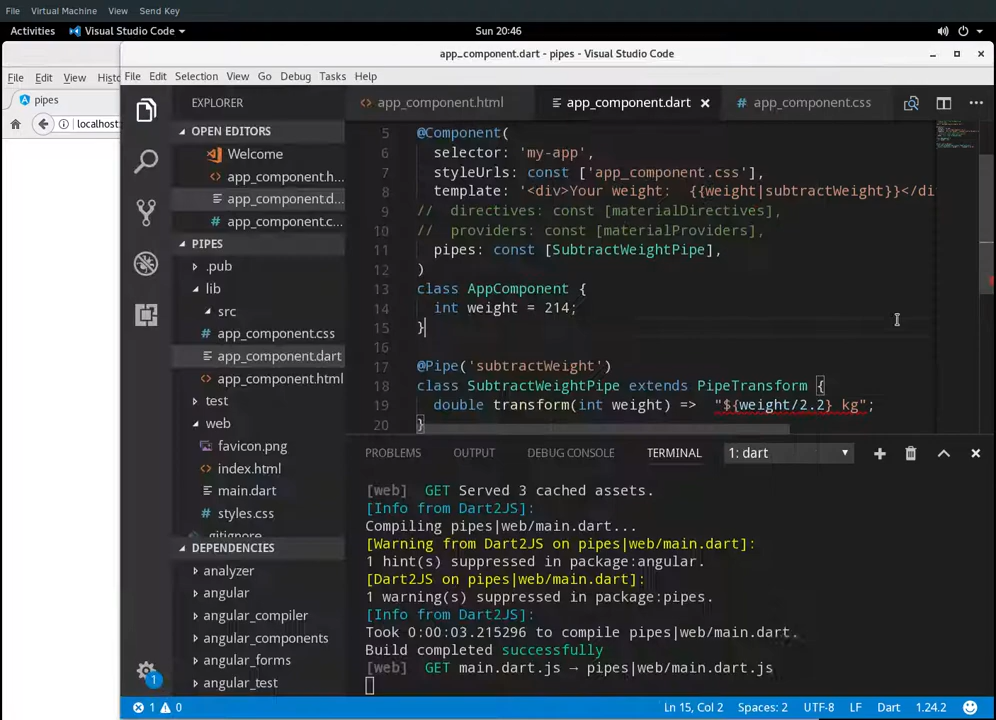 File Virtual Machine View Send Key
Activities Visual Studio Code Sun 20:46
app_component.dart - pipes - Visual Studio Code
File Edit View
File Edit Selection View Go Debug Tasks Help
pipes
localhost:
EXPLORER
app_component.html app_component.dart app_component.css
OPEN EDITORS
Welcome
app_component.h...
app_component.d...
app_component.c...
PIPES
.pub
lib
src
app_component.css
app_component.dart
app_component.html
test
web
favicon.png
index.html
main.dart
styles.css
.gitignore
DEPENDENCIES
analyzer
angular
angular_compiler
angular_components
angular_forms
angular_test
5 @Component(
6 selector: 'my-app',
7 styleUrls: const ['app_component.css'],
8 template: '<div>Your weight: {{weight|subtractWeight}}</di
9 // directives: const [materialDirectives],
10 // providers: const [materialProviders],
11 pipes: const [SubtractWeightPipe],
12 )
13 class AppComponent {
14 int weight = 214;
15 }
16
17 @Pipe('subtractWeight')
18 class SubtractWeightPipe extends PipeTransform {
19 double transform(int weight) => "${weight/2.2} kg";
20 }
PROBLEMS OUTPUT DEBUG CONSOLE TERMINAL 1: dart
[web] GET Served 3 cached assets.
[Info from Dart2JS]:
Compiling pipes|web/main.dart...
[Warning from Dart2JS on pipes|web/main.dart]:
1 hint(s) suppressed in package:angular.
[Dart2JS on pipes|web/main.dart]:
1 warning(s) suppressed in package:pipes.
[Info from Dart2JS]:
Took 0:00:03.215296 to compile pipes|web/main.dart.
Build completed successfully
[web] GET main.dart.js → pipes|web/main.dart.js
1
1 0 Ln 15, Col 2 Spaces: 2 UTF-8 LF Dart 1.24.2